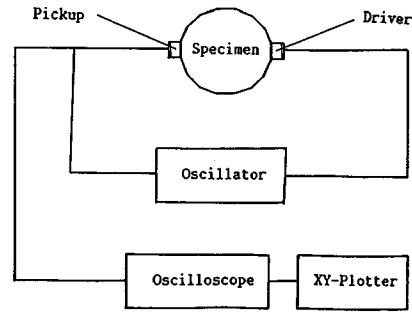 Pickup
Driver
Specimen
Oscillator
Oscilloscope
XY-Plotter